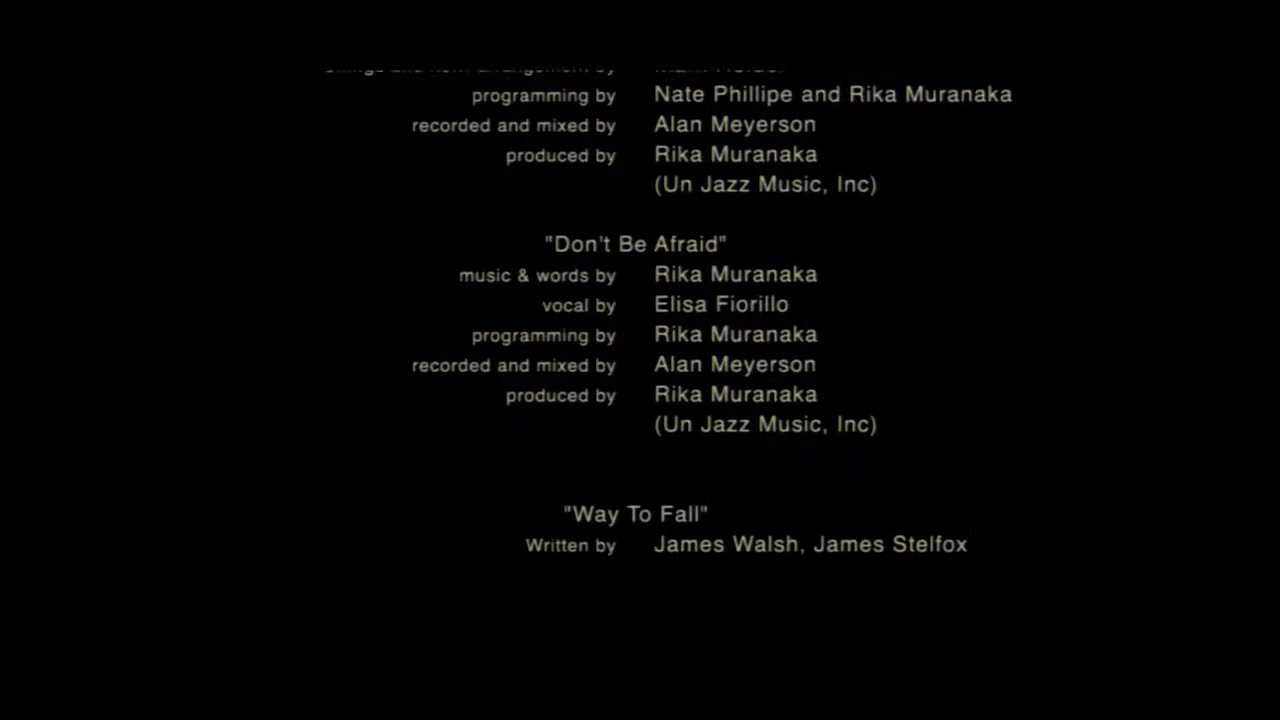 programming by Nate Phillipe and Rika Muranaka
recorded and mixed by Alan Meyerson
produced by Rika Muranaka
(Un Jazz Music, Inc)
"Don't Be Afraid"
music & words by Rika Muranaka
vocal by Elisa Fiorillo
programming by Rika Muranaka
recorded and mixed by Alan Meyerson
produced by Rika Muranaka
(Un Jazz Music, Inc)
"Way To Fall"
Written by James Walsh, James Stelfox